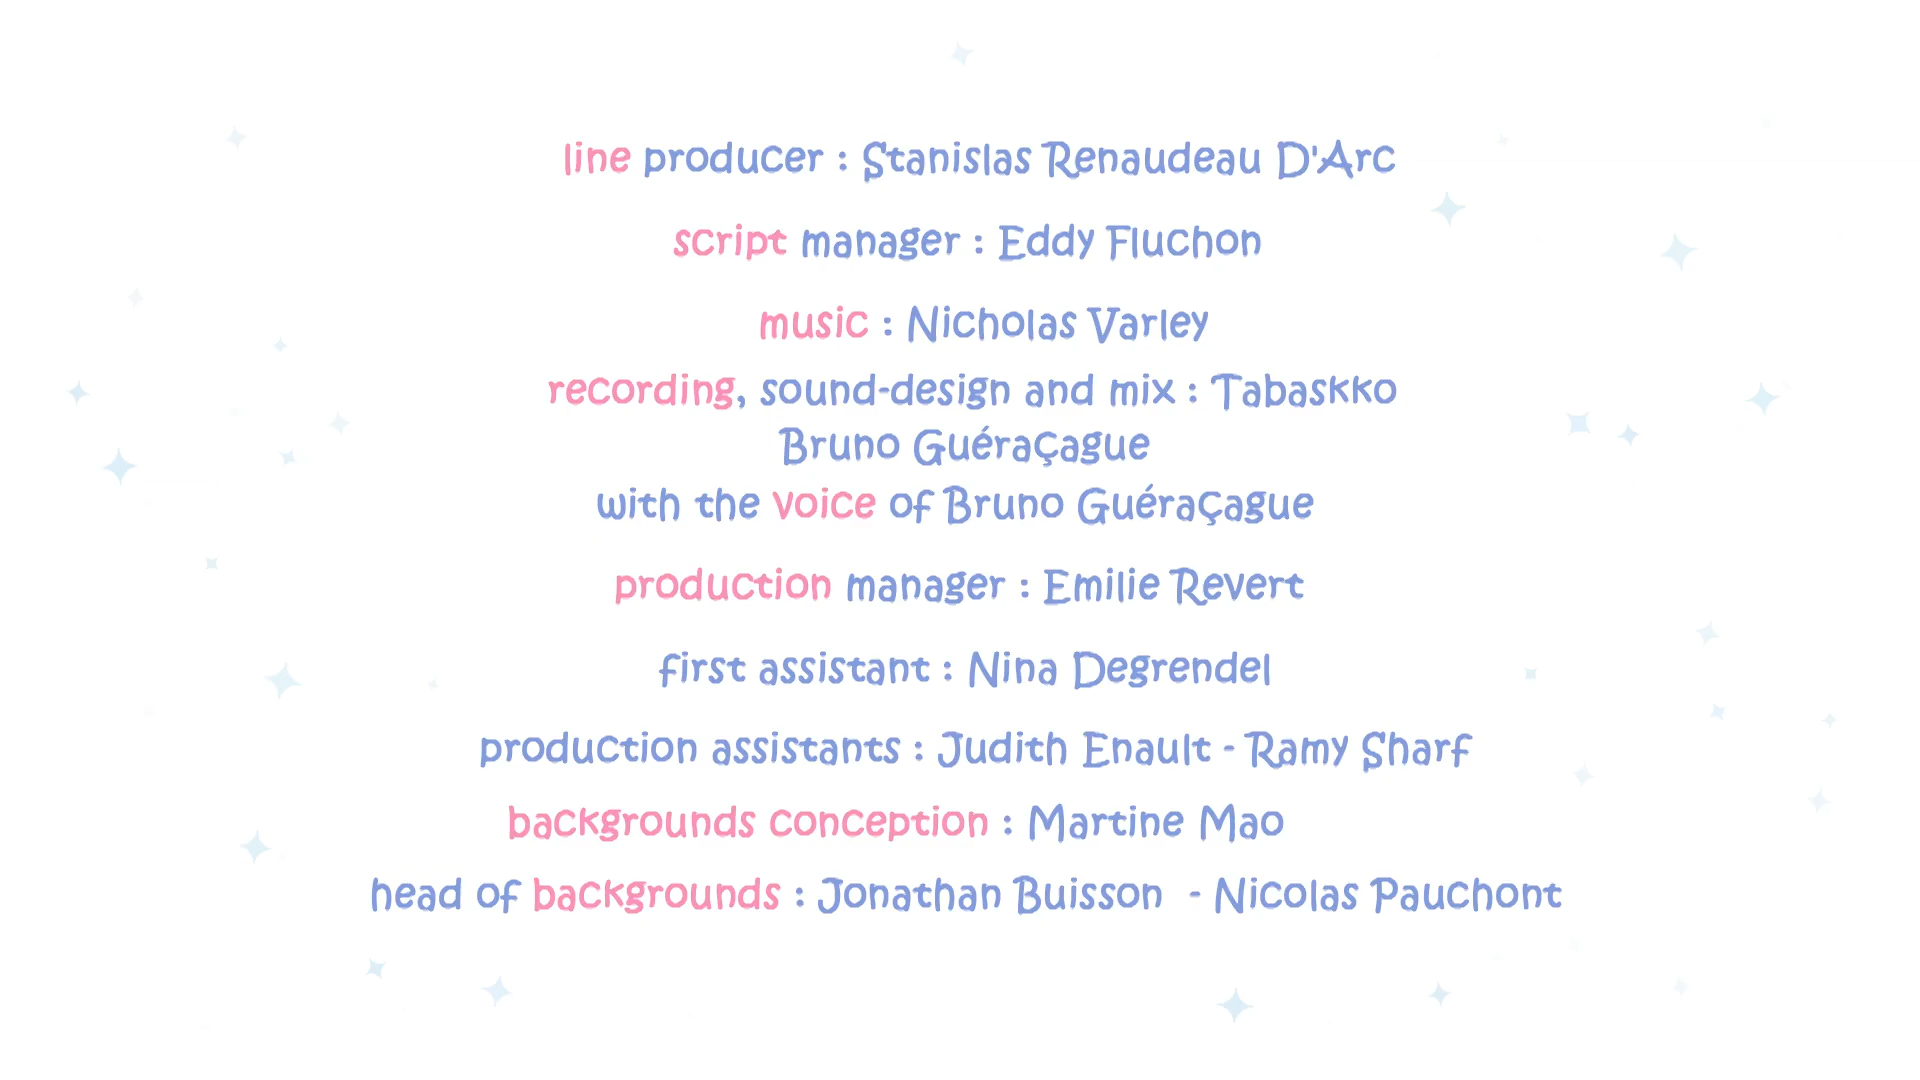 line producer : Stanislas Renaudeau D'Arc
script manager : Eddy Fluchon
music : Nicholas Varley
recording, sound-design and mix : Tabaskko
Bruno Guéraçague
with the voice of Bruno Guéraçague
production manager : Emilie Revert
first assistant : Nina Degrendel
production assistants : Judith Enault - Ramy Sharf
backgrounds conception : Martine Mao
head of backgrounds : Jonathan Buisson - Nicolas Pauchont